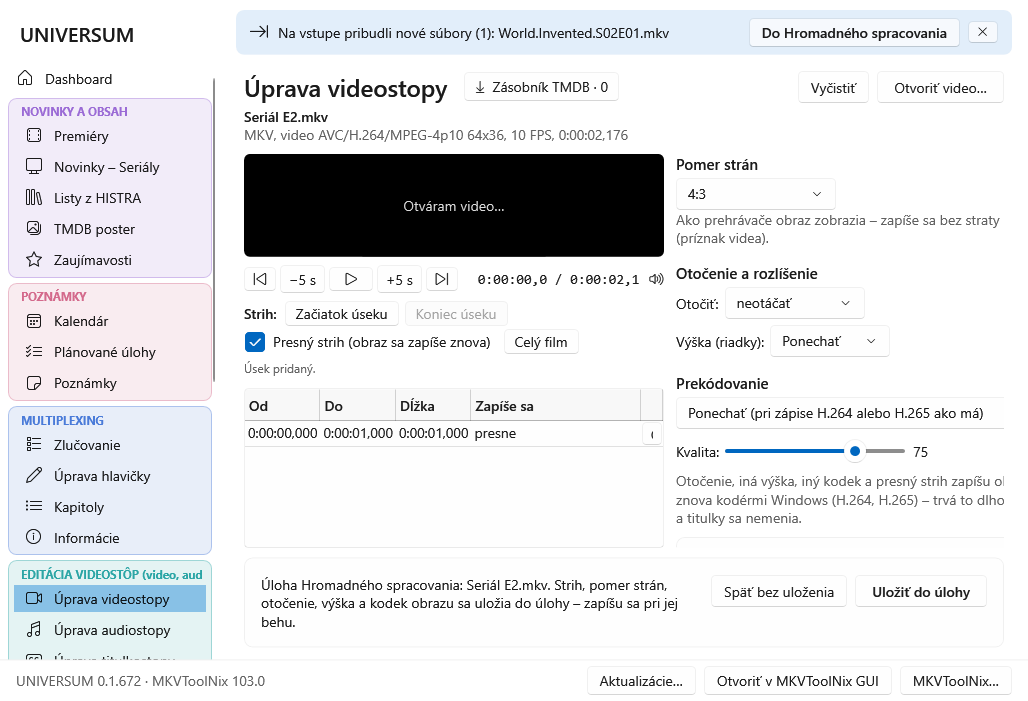 UNIVERSUM
Na vstupe pribudli nové súbory (1): World.Invented.S02E01.mkv
Do Hromadného spracovania
Dashboard
NOVINKY A OBSAH
Premiéry
Novinky – Seriály
Listy z HISTRA
TMDB poster
Zaujímavosti
POZNÁMKY
Kalendár
Plánované úlohy
Poznámky
MULTIPLEXING
Zlučovanie
Úprava hlavičky
Kapitoly
Informácie
EDITÁCIA VIDEOSTÔP (video, aud
Úprava videostopy
Úprava audiostopy
Úprava titulkostopy
Úprava videostopy
Zásobník TMDB · 0
Vyčistiť
Otvoriť video...
Seriál E2.mkv
MKV, video AVC/H.264/MPEG-4p10 64x36, 10 FPS, 0:00:02,176
Otváram video...
−5 s
+5 s
0:00:00,0 / 0:00:02,1
Strih:
Začiatok úseku
Koniec úseku
Presný strih (obraz sa zapíše znova)
Celý film
Úsek pridaný.
Od Do Dĺžka Zapíše sa
0:00:00,000 0:00:01,000 0:00:01,000 presne
Pomer strán
4:3
Ako prehrávače obraz zobrazia – zapíše sa bez straty
(príznak videa).
Otočenie a rozlíšenie
Otočiť: neotáčať
Výška (riadky): Ponechať
Prekódovanie
Ponechať (pri zápise H.264 alebo H.265 ako má)
Kvalita: 75
Otočenie, iná výška, iný kodek a presný strih zapíšu
znova kodérmi Windows (H.264, H.265) – trvá to dlho
a titulky sa nemenia.
Úloha Hromadného spracovania: Seriál E2.mkv. Strih, pomer strán,
otočenie, výška a kodek obrazu sa uložia do úlohy – zapíšu sa pri jej
behu.
Späť bez uloženia
Uložiť do úlohy
UNIVERSUM 0.1.672 · MKVToolNix 103.0
Aktualizácie...
Otvoriť v MKVToolNix GUI
MKVToolNix...